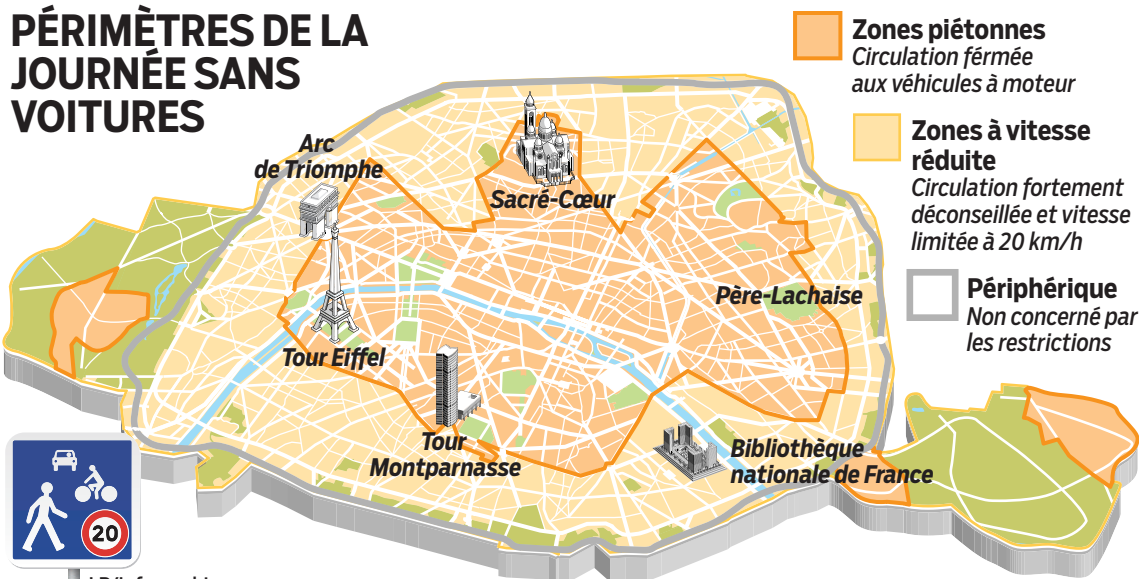 PÉRIMÈTRES DE LA
JOURNÉE SANS
VOITURES
Zones piétonnes
Circulation férmée
aux véhicules à moteur
Zones à vitesse
réduite
Circulation fortement
déconseillée et vitesse
limitée à 20 km/h
Périphérique
Non concerné par
les restrictions
Arc
de Triomphe
Sacré-Cœur
Père-Lachaise
Tour Eiffel
Tour
Montparnasse
Bibliothèque
nationale de France
20